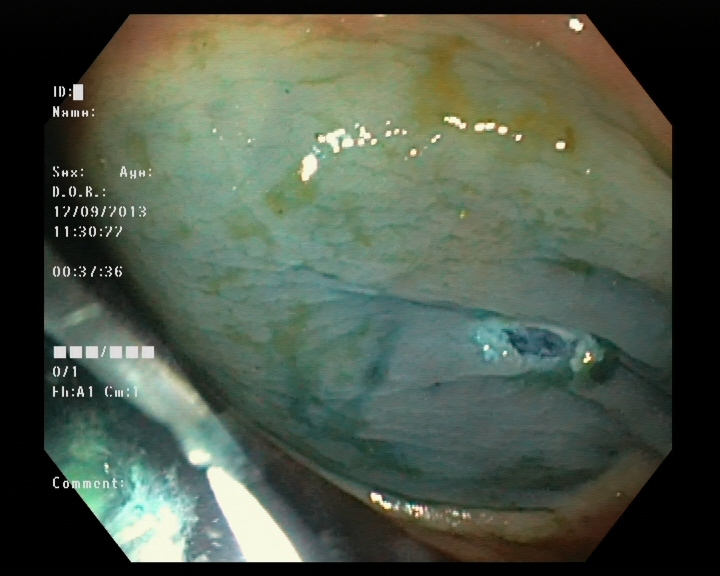 ID:
Name:
Sex: Age:
D.O.B.:
12/09/2013
11:30:22
00:37:36
■■■/■■■
0/1
Eh:A1 Cm:1
Comment: